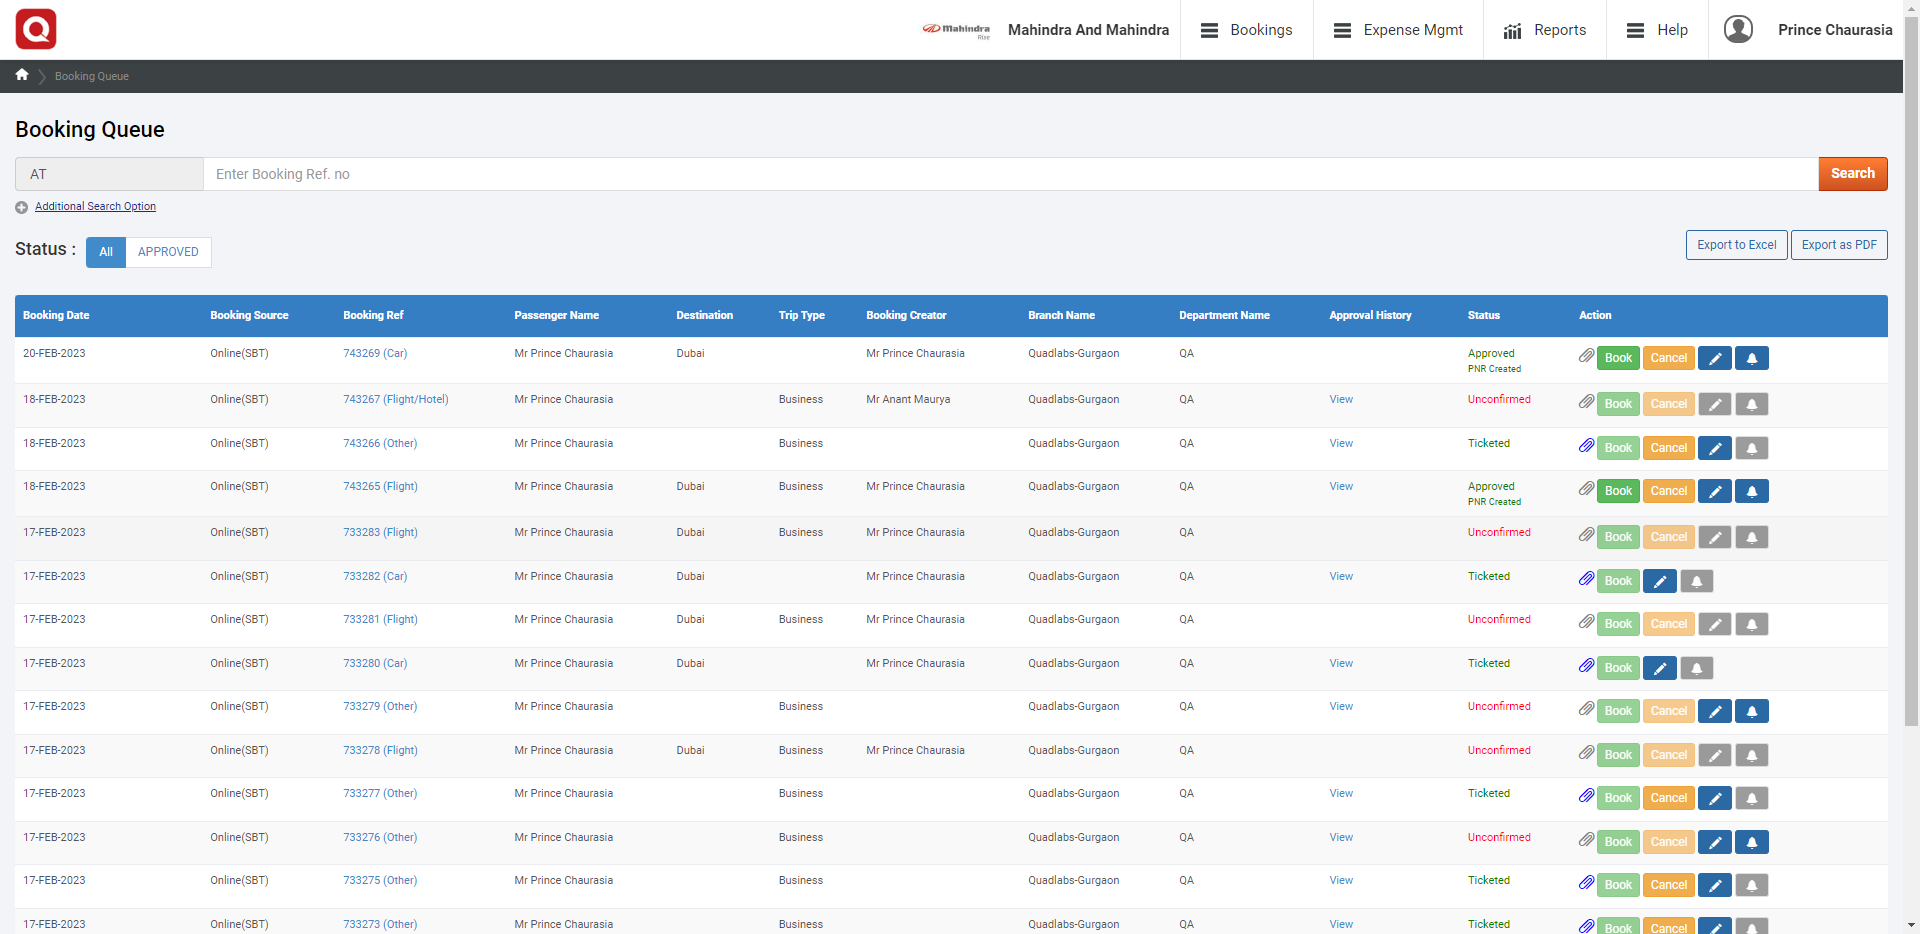 Mahindra Rise Mahindra And Mahindra Bookings Expense Mgmt Reports Help Prince Chaurasia
Booking Queue
Booking Queue
AT Enter Booking Ref. no Search
Additional Search Option
Status : All APPROVED Export to Excel Export as PDF
Booking Date Booking Source Booking Ref Passenger Name Destination Trip Type Booking Creator Branch Name Department Name Approval History Status Action
20-FEB-2023 Online(SBT) 743269 (Car) Mr Prince Chaurasia Dubai Mr Prince Chaurasia Quadlabs-Gurgaon QA Approved Book Cancel
PNR Created
18-FEB-2023 Online(SBT) 743267 (Flight/Hotel) Mr Prince Chaurasia Business Mr Anant Maurya Quadlabs-Gurgaon QA View Unconfirmed Book Cancel
18-FEB-2023 Online(SBT) 743266 (Other) Mr Prince Chaurasia Business Quadlabs-Gurgaon QA View Ticketed Book Cancel
18-FEB-2023 Online(SBT) 743265 (Flight) Mr Prince Chaurasia Dubai Business Mr Prince Chaurasia Quadlabs-Gurgaon QA View Approved Book Cancel
PNR Created
17-FEB-2023 Online(SBT) 733283 (Flight) Mr Prince Chaurasia Dubai Business Mr Prince Chaurasia Quadlabs-Gurgaon QA Unconfirmed Book Cancel
17-FEB-2023 Online(SBT) 733282 (Car) Mr Prince Chaurasia Dubai Mr Prince Chaurasia Quadlabs-Gurgaon QA View Ticketed Book
17-FEB-2023 Online(SBT) 733281 (Flight) Mr Prince Chaurasia Dubai Business Mr Prince Chaurasia Quadlabs-Gurgaon QA Unconfirmed Book Cancel
17-FEB-2023 Online(SBT) 733280 (Car) Mr Prince Chaurasia Dubai Mr Prince Chaurasia Quadlabs-Gurgaon QA View Ticketed Book
17-FEB-2023 Online(SBT) 733279 (Other) Mr Prince Chaurasia Business Quadlabs-Gurgaon QA View Unconfirmed Book Cancel
17-FEB-2023 Online(SBT) 733278 (Flight) Mr Prince Chaurasia Dubai Business Mr Prince Chaurasia Quadlabs-Gurgaon QA Unconfirmed Book Cancel
17-FEB-2023 Online(SBT) 733277 (Other) Mr Prince Chaurasia Business Quadlabs-Gurgaon QA View Ticketed Book Cancel
17-FEB-2023 Online(SBT) 733276 (Other) Mr Prince Chaurasia Business Quadlabs-Gurgaon QA View Unconfirmed Book Cancel
17-FEB-2023 Online(SBT) 733275 (Other) Mr Prince Chaurasia Business Quadlabs-Gurgaon QA View Ticketed Book Cancel
17-FEB-2023 Online(SBT) 733273 (Other) Mr Prince Chaurasia Business Quadlabs-Gurgaon QA View Ticketed Book Cancel